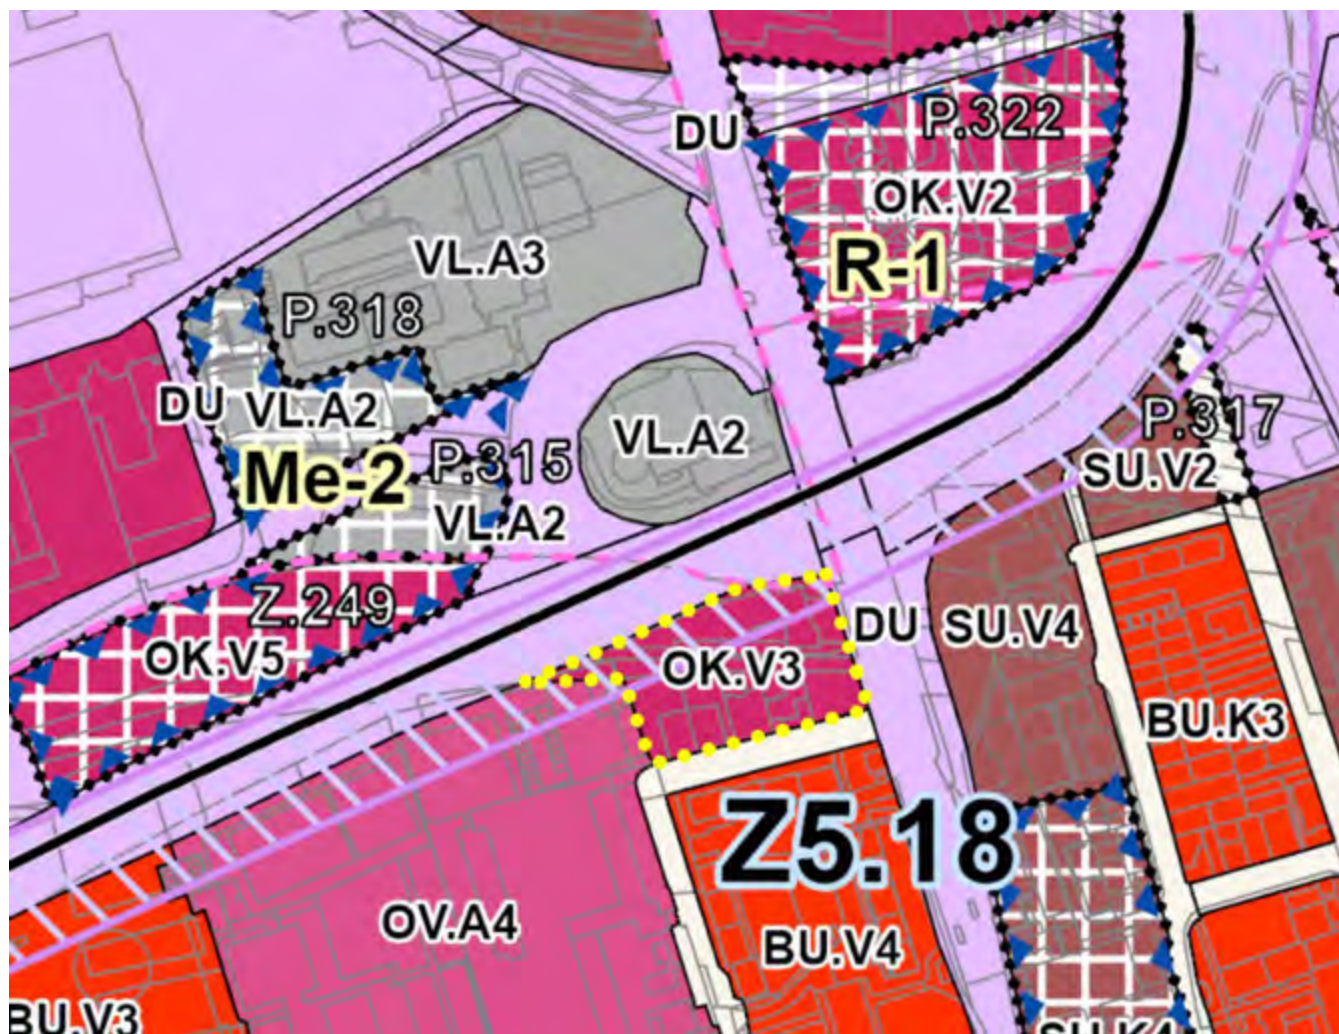 P.322
DU
OK.V2
R-1
VL.A3
P.318
DU
VL.A2
P.317
VL.A2
P.315
Me-2
SU.V2
VL.A2
Z.249
DU
SU.V4
OK.V5
OK.V3
BU.K3
Z5.18
OV.A4
BU.V4
BU.V3
SU.K4